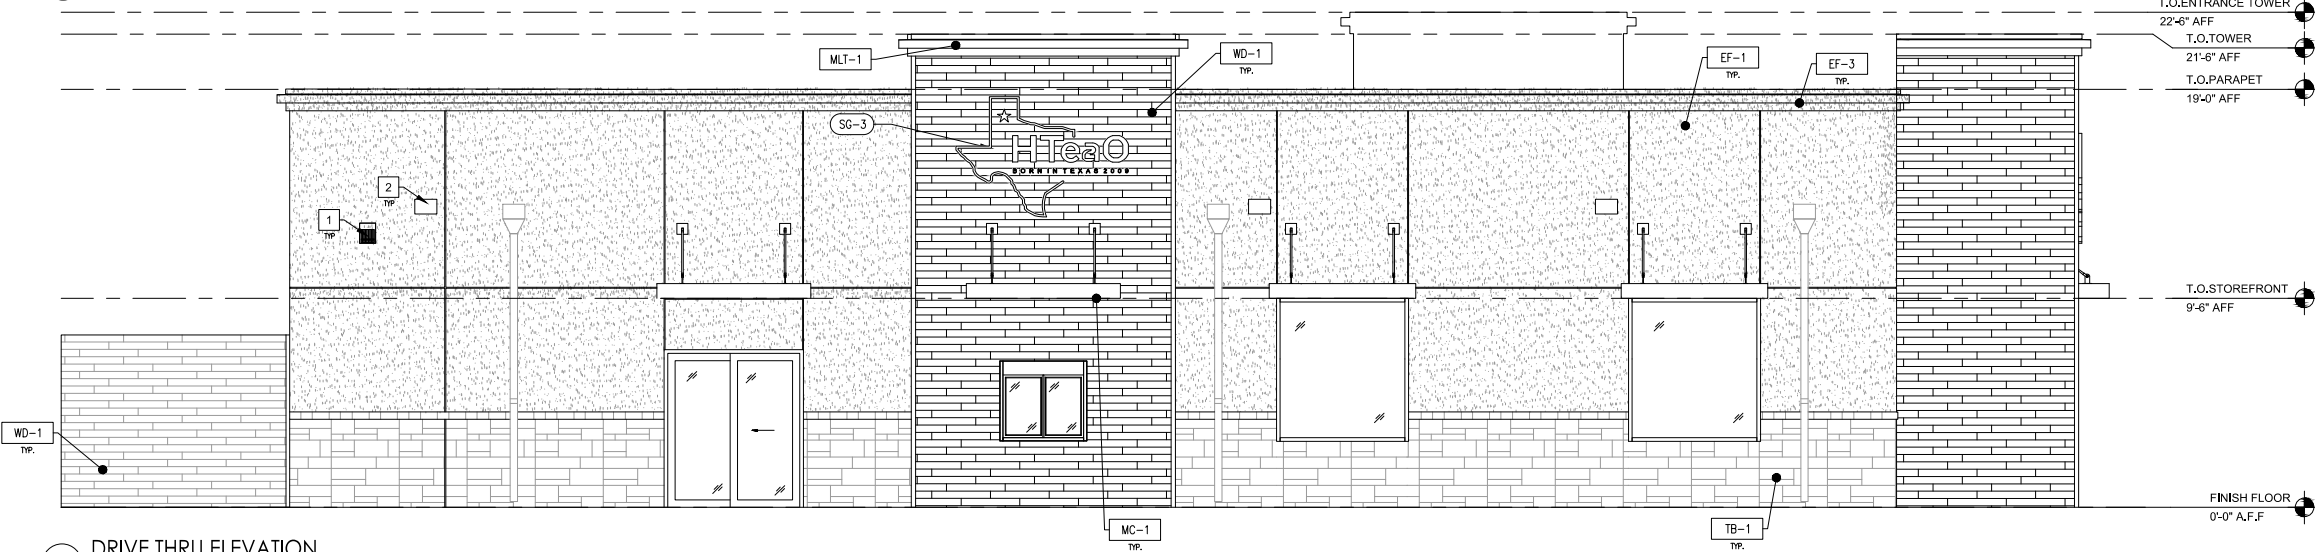 T.O.ENTRANCE TOWER
22'-6" AFF
T.O.TOWER
21'-6" AFF
T.O.PARAPET
19'-0" AFF
MLT-1
WD-1
TYP.
EF-1
TYP.
EF-3
TYP.
SG-3
HTeaO
BORN IN TEXAS 2009
2
TYP
1
TYP
T.O.STOREFRONT
9'-6" AFF
WD-1
TYP.
FINISH FLOOR
0'-0" A.F.F
MC-1
TYP.
TB-1
TYP.
DRIVE THRU ELEVATION